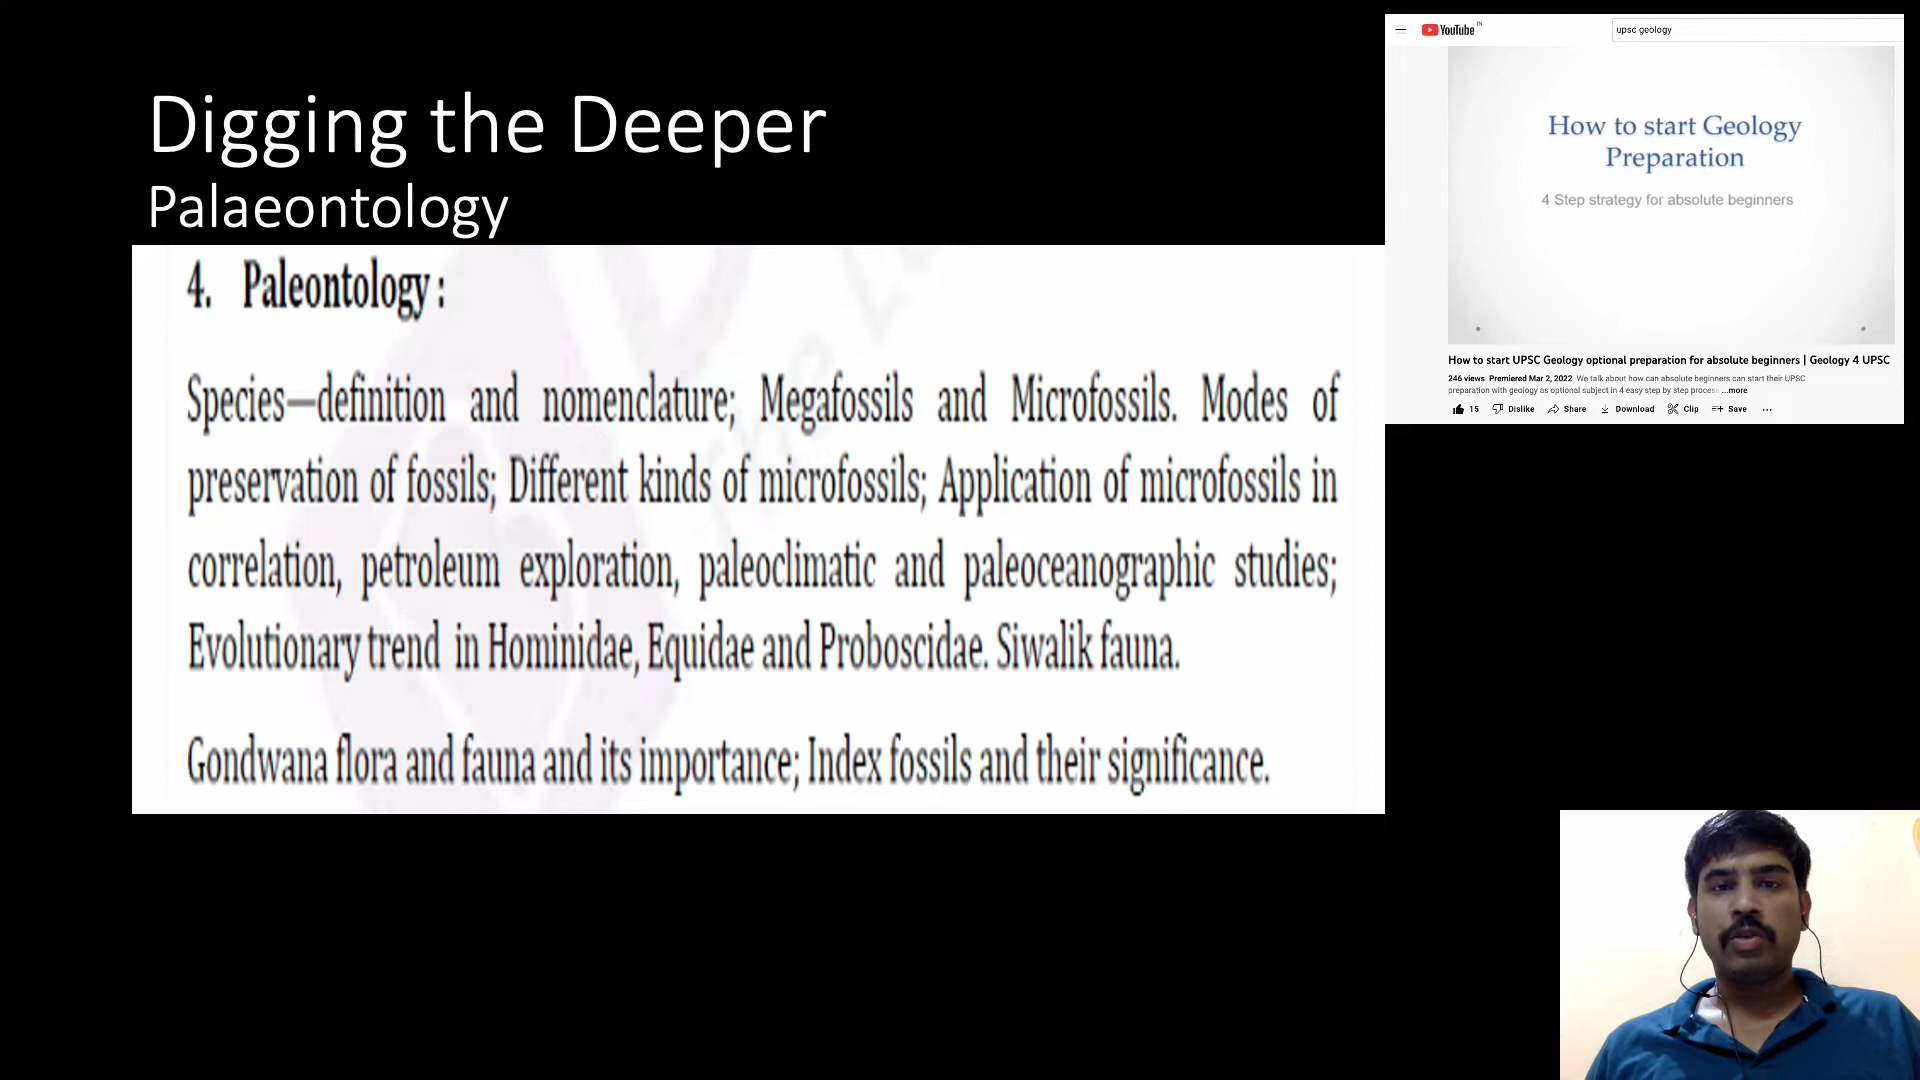 Digging the Deeper
Palaeontology
4. Paleontology :
Species—definition and nomenclature; Megafossils and Microfossils. Modes of
preservation of fossils; Different kinds of microfossils; Application of microfossils in
correlation, petroleum exploration, paleoclimatic and paleoceanographic studies;
Evolutionary trend in Hominidae, Equidae and Proboscidae. Siwalik fauna.
Gondwana flora and fauna and its importance; Index fossils and their significance.
YouTube IN
upsc geology
How to start Geology
Preparation
4 Step strategy for absolute beginners
How to start UPSC Geology optional preparation for absolute beginners | Geology 4 UPSC
246 views Premiered Mar 2, 2022 We talk about how can absolute beginners can start their UPSC
preparation with geology as optional subject in 4 easy step by step process ...more
15 Dislike Share Download Clip Save ...